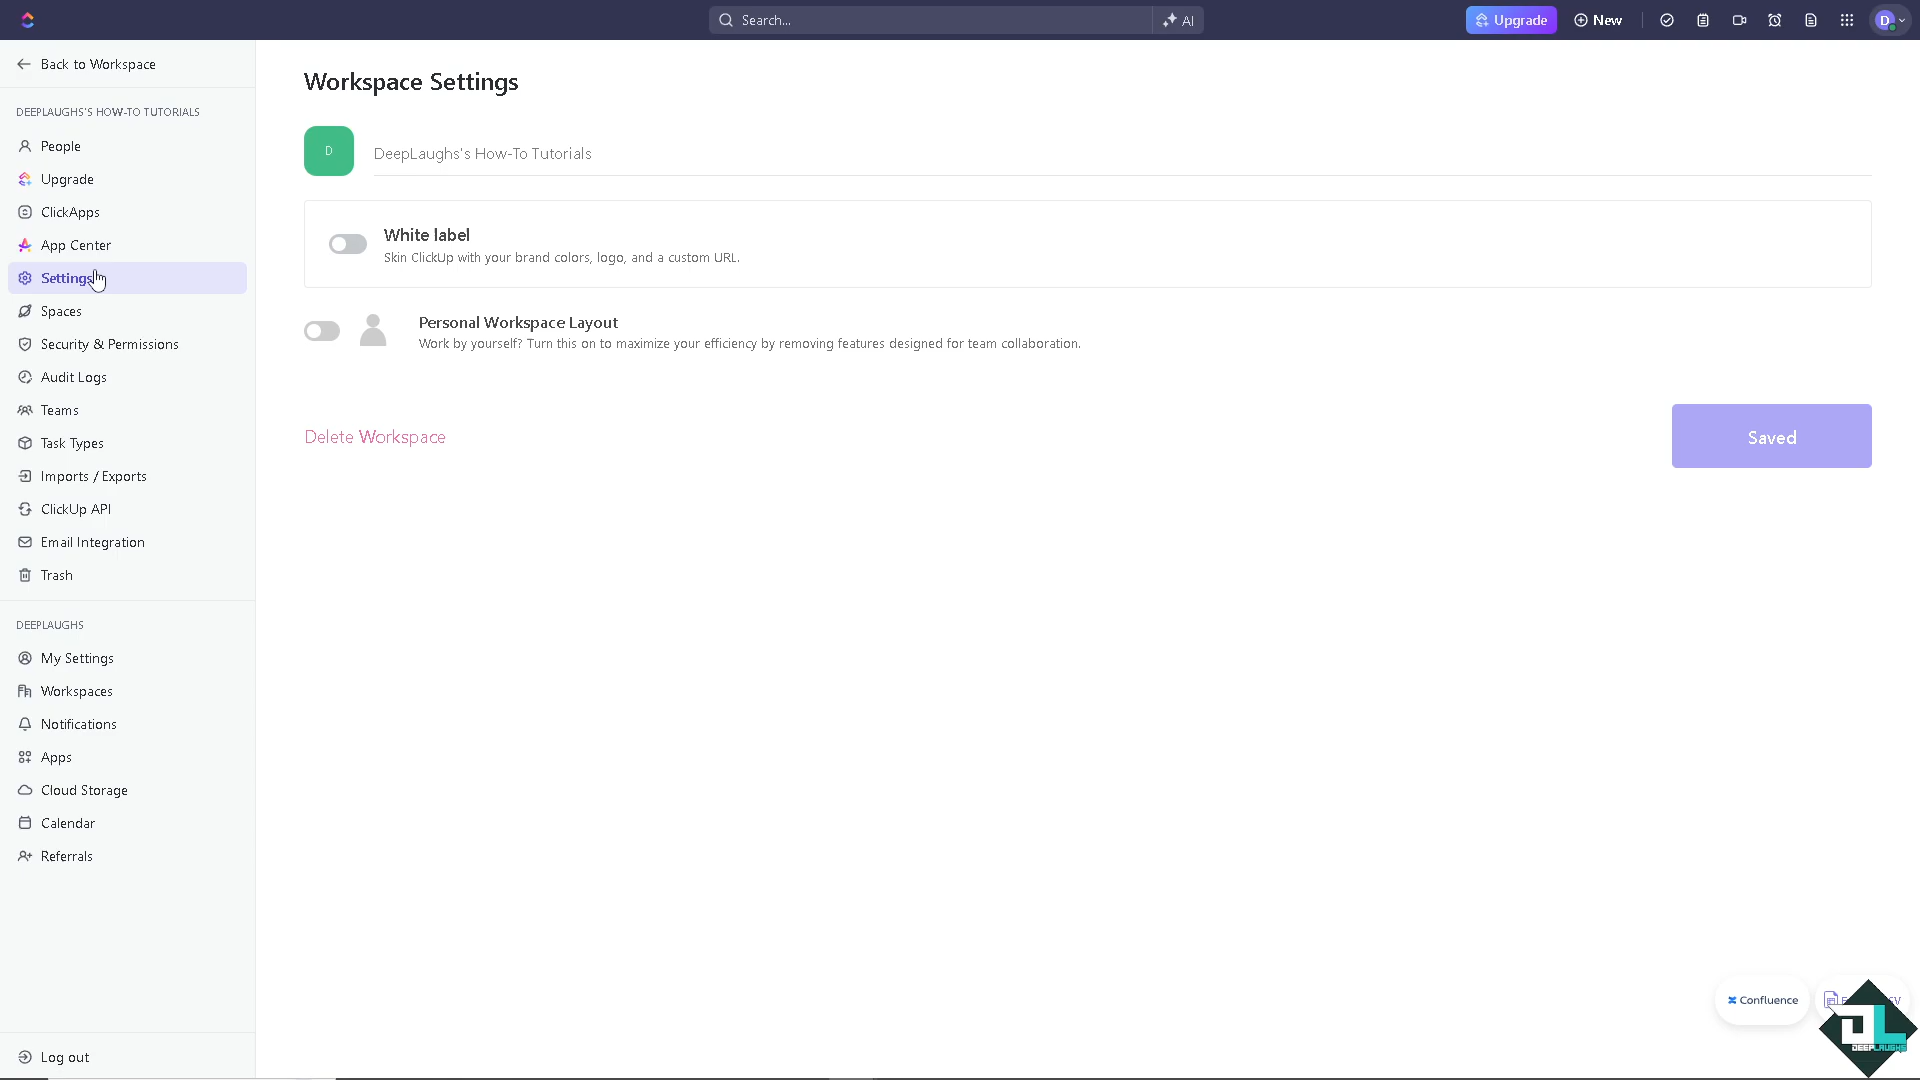 Search...
AI
Upgrade
New
D
Back to Workspace
DEEPLAUGHS'S HOW-TO TUTORIALS
People
Upgrade
ClickApps
App Center
Settings
Spaces
Security & Permissions
Audit Logs
Teams
Task Types
Imports / Exports
ClickUp API
Email Integration
Trash
DEEPLAUGHS
My Settings
Workspaces
Notifications
Apps
Cloud Storage
Calendar
Referrals
Log out
Workspace Settings
D
DeepLaughs's How-To Tutorials
White label
Skin ClickUp with your brand colors, logo, and a custom URL.
Personal Workspace Layout
Work by yourself? Turn this on to maximize your efficiency by removing features designed for team collaboration.
Delete Workspace
Saved
Confluence
DEEPLAUGHS